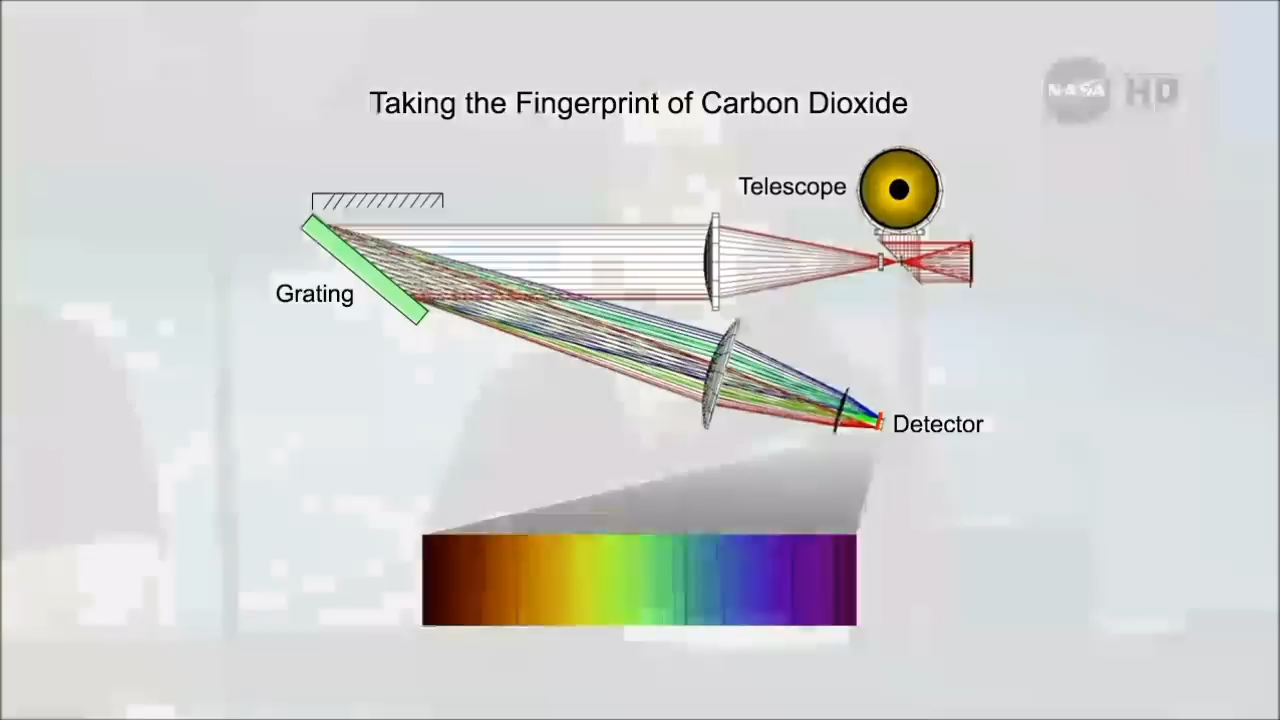 NASA HD
Taking the Fingerprint of Carbon Dioxide
Telescope
Grating
Detector